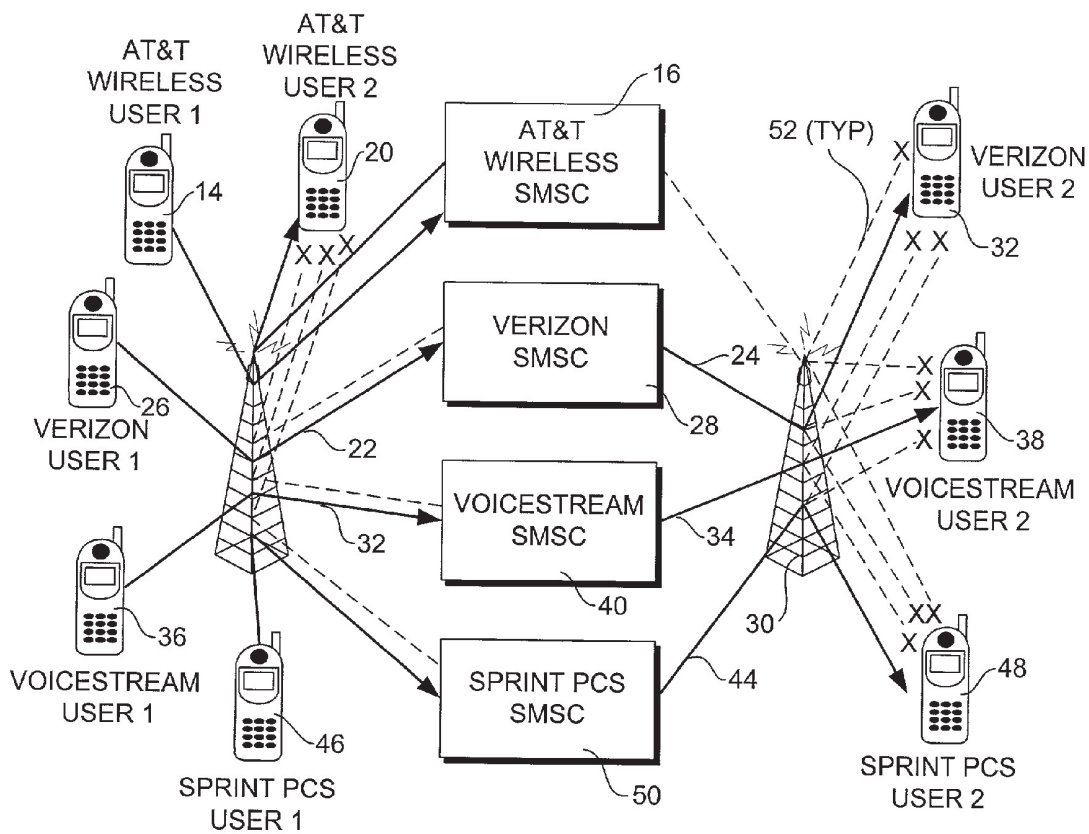 AT&T
WIRELESS
USER 1
AT&T
WIRELESS
USER 2
14
20
AT&T
WIRELESS
SMSC
16
52 (TYP)
X
VERIZON
USER 2
32
X X X
X X
26
VERIZON
USER 1
22
VERIZON
SMSC
28
24
X
X
X
38
VOICESTREAM
USER 2
36
VOICESTREAM
USER 1
32
VOICESTREAM
SMSC
40
34
30
46
SPRINT PCS
USER 1
SPRINT PCS
SMSC
50
44
XX
X
48
SPRINT PCS
USER 2